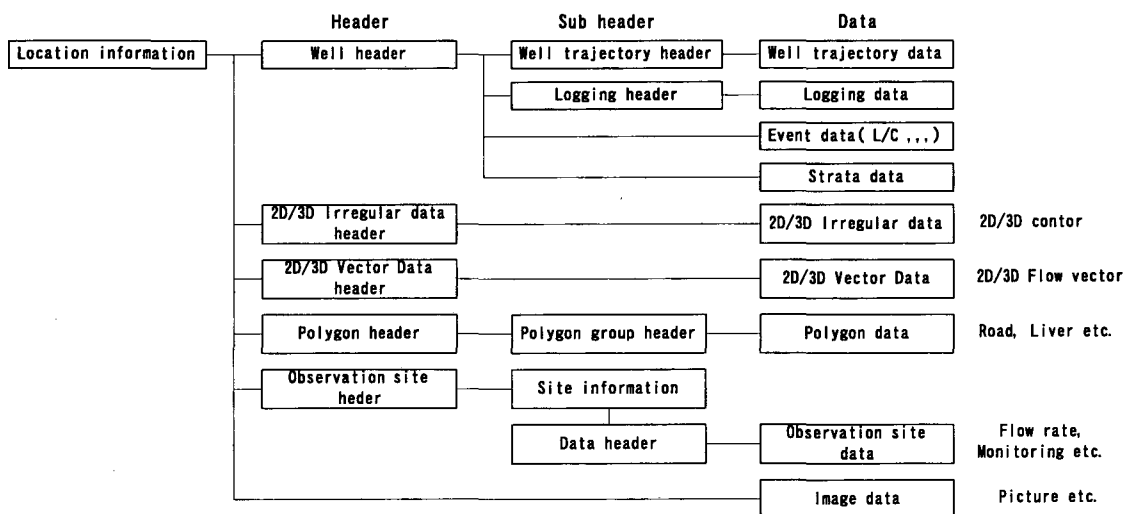 Header Sub header Data
Location information Well header Well trajectory header Well trajectory data
Logging header Logging data
Event data( L/C ,,,)
Strata data
2D/3D Irregular data
header
2D/3D Irregular data 2D/3D contor
2D/3D Vector Data
header
2D/3D Vector Data 2D/3D Flow vector
Polygon header Polygon group header Polygon data Road, Liver etc.
Observation site
heder
Site information
Data header
Observation site
data
Flow rate,
Monitoring etc.
Image data Picture etc.